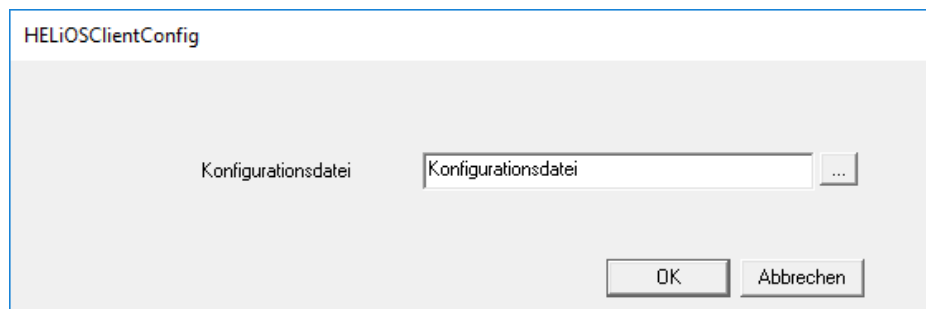 HELiOSClientConfig
Konfigurationsdatei Konfigurationsdatei ...
OK Abbrechen